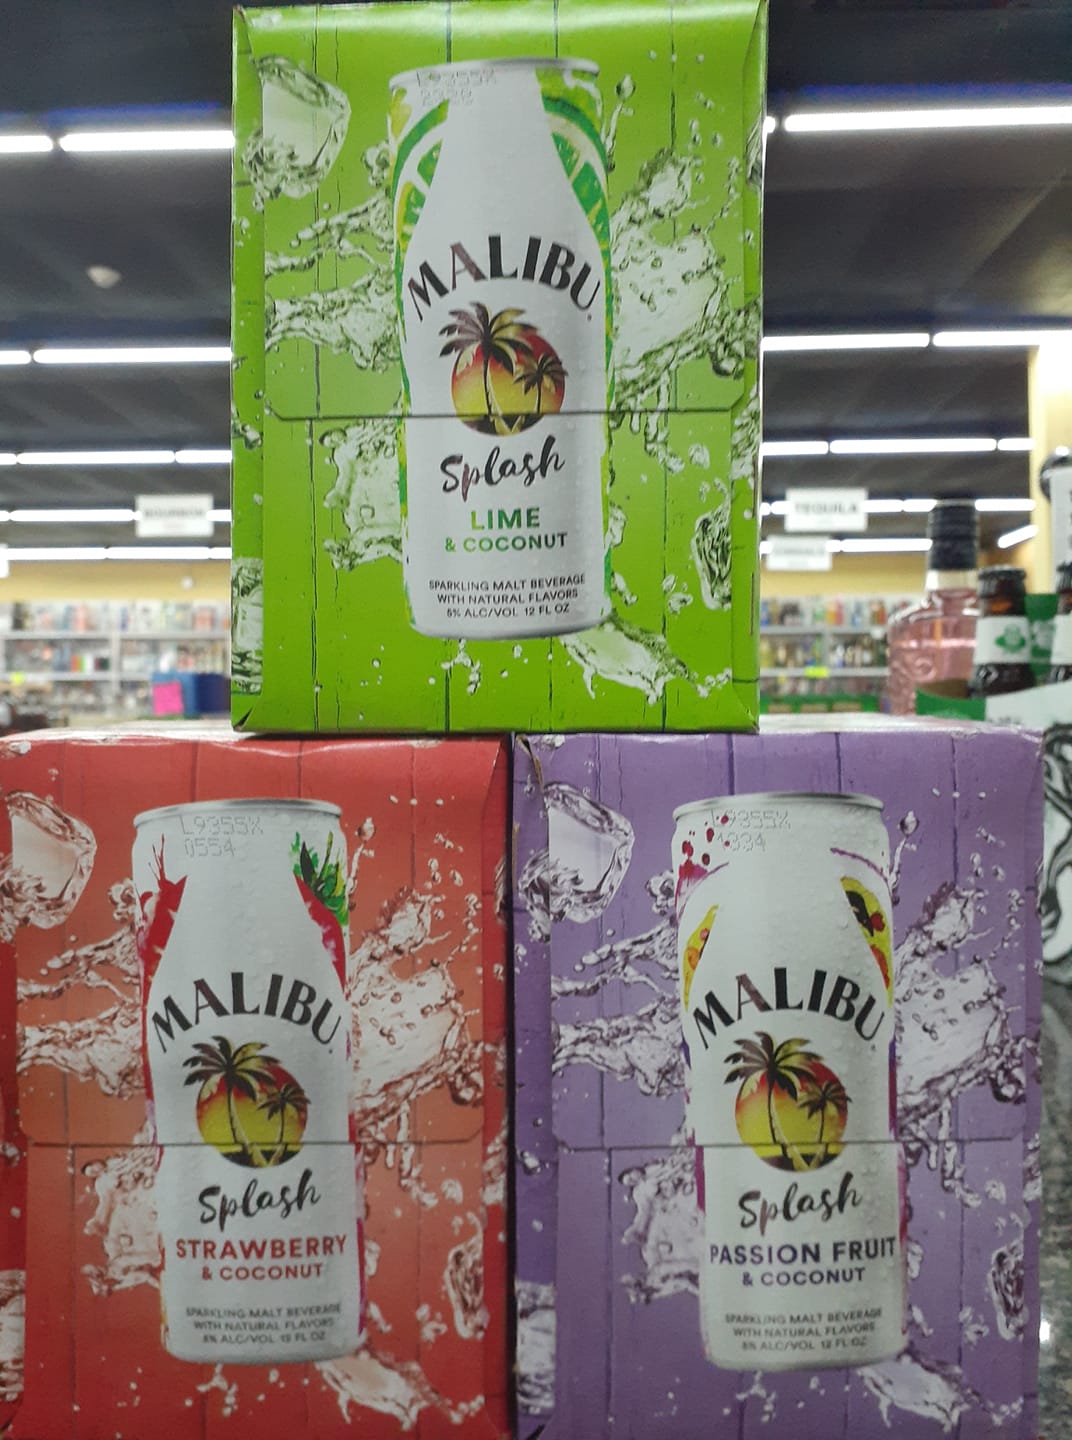 L9355X
BOURBON
TEQUILA
MALIBU
Splash
LIME
& COCONUT
SPARKLING MALT BEVERAGE
WITH NATURAL FLAVORS
5% ALC/VOL 12 FL OZ
L9355X
0554
MALIBU
Splash
STRAWBERRY
& COCONUT
SPARKLING MALT BEVERAGE
WITH NATURAL FLAVORS
5% ALC/VOL 12 FL OZ
L9355X
MALIBU
Splash
PASSION FRUIT
& COCONUT
SPARKLING MALT BEVERAGE
WITH NATURAL FLAVORS
5% ALC/VOL 12 FL OZ